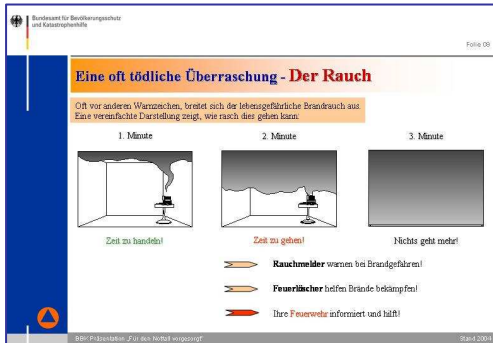 Bundesamt für Bevölkerungsschutz
und Katastrophenhilfe
Folie 08
Eine oft tödliche Überraschung - Der Rauch
Oft vor anderen Warnzeichen, breitet sich der lebensgefährliche Brandrauch aus.
Eine vereinfachte Darstellung zeigt, wie rasch dies gehen kann:
1. Minute
2. Minute
3. Minute
Zeit zu handeln!
Zeit zu gehen!
Nichts geht mehr!
Rauchmelder warnen bei Brandgefahren!
Feuerlöscher helfen Brände bekämpfen!
Ihre Feuerwehr informiert und hilft!
BBK Präsentation „Für den Notfall vorgesorgt"
Stand 2004